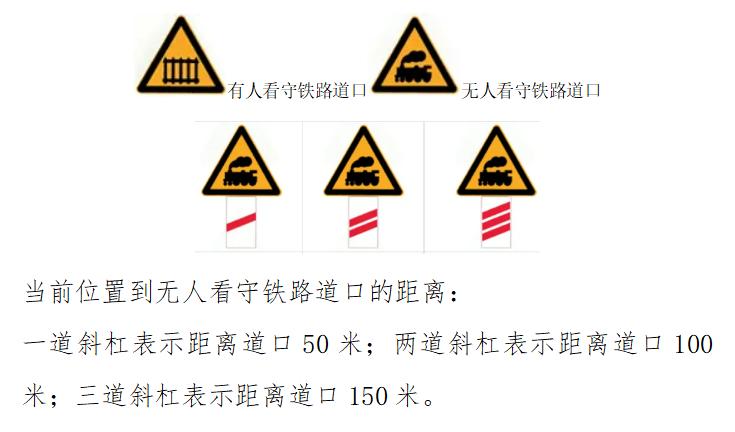 有人看守铁路道口 无人看守铁路道口
当前位置到无人看守铁路道口的距离：
一道斜杠表示距离道口 50 米；两道斜杠表示距离道口 100
米；三道斜杠表示距离道口 150 米。